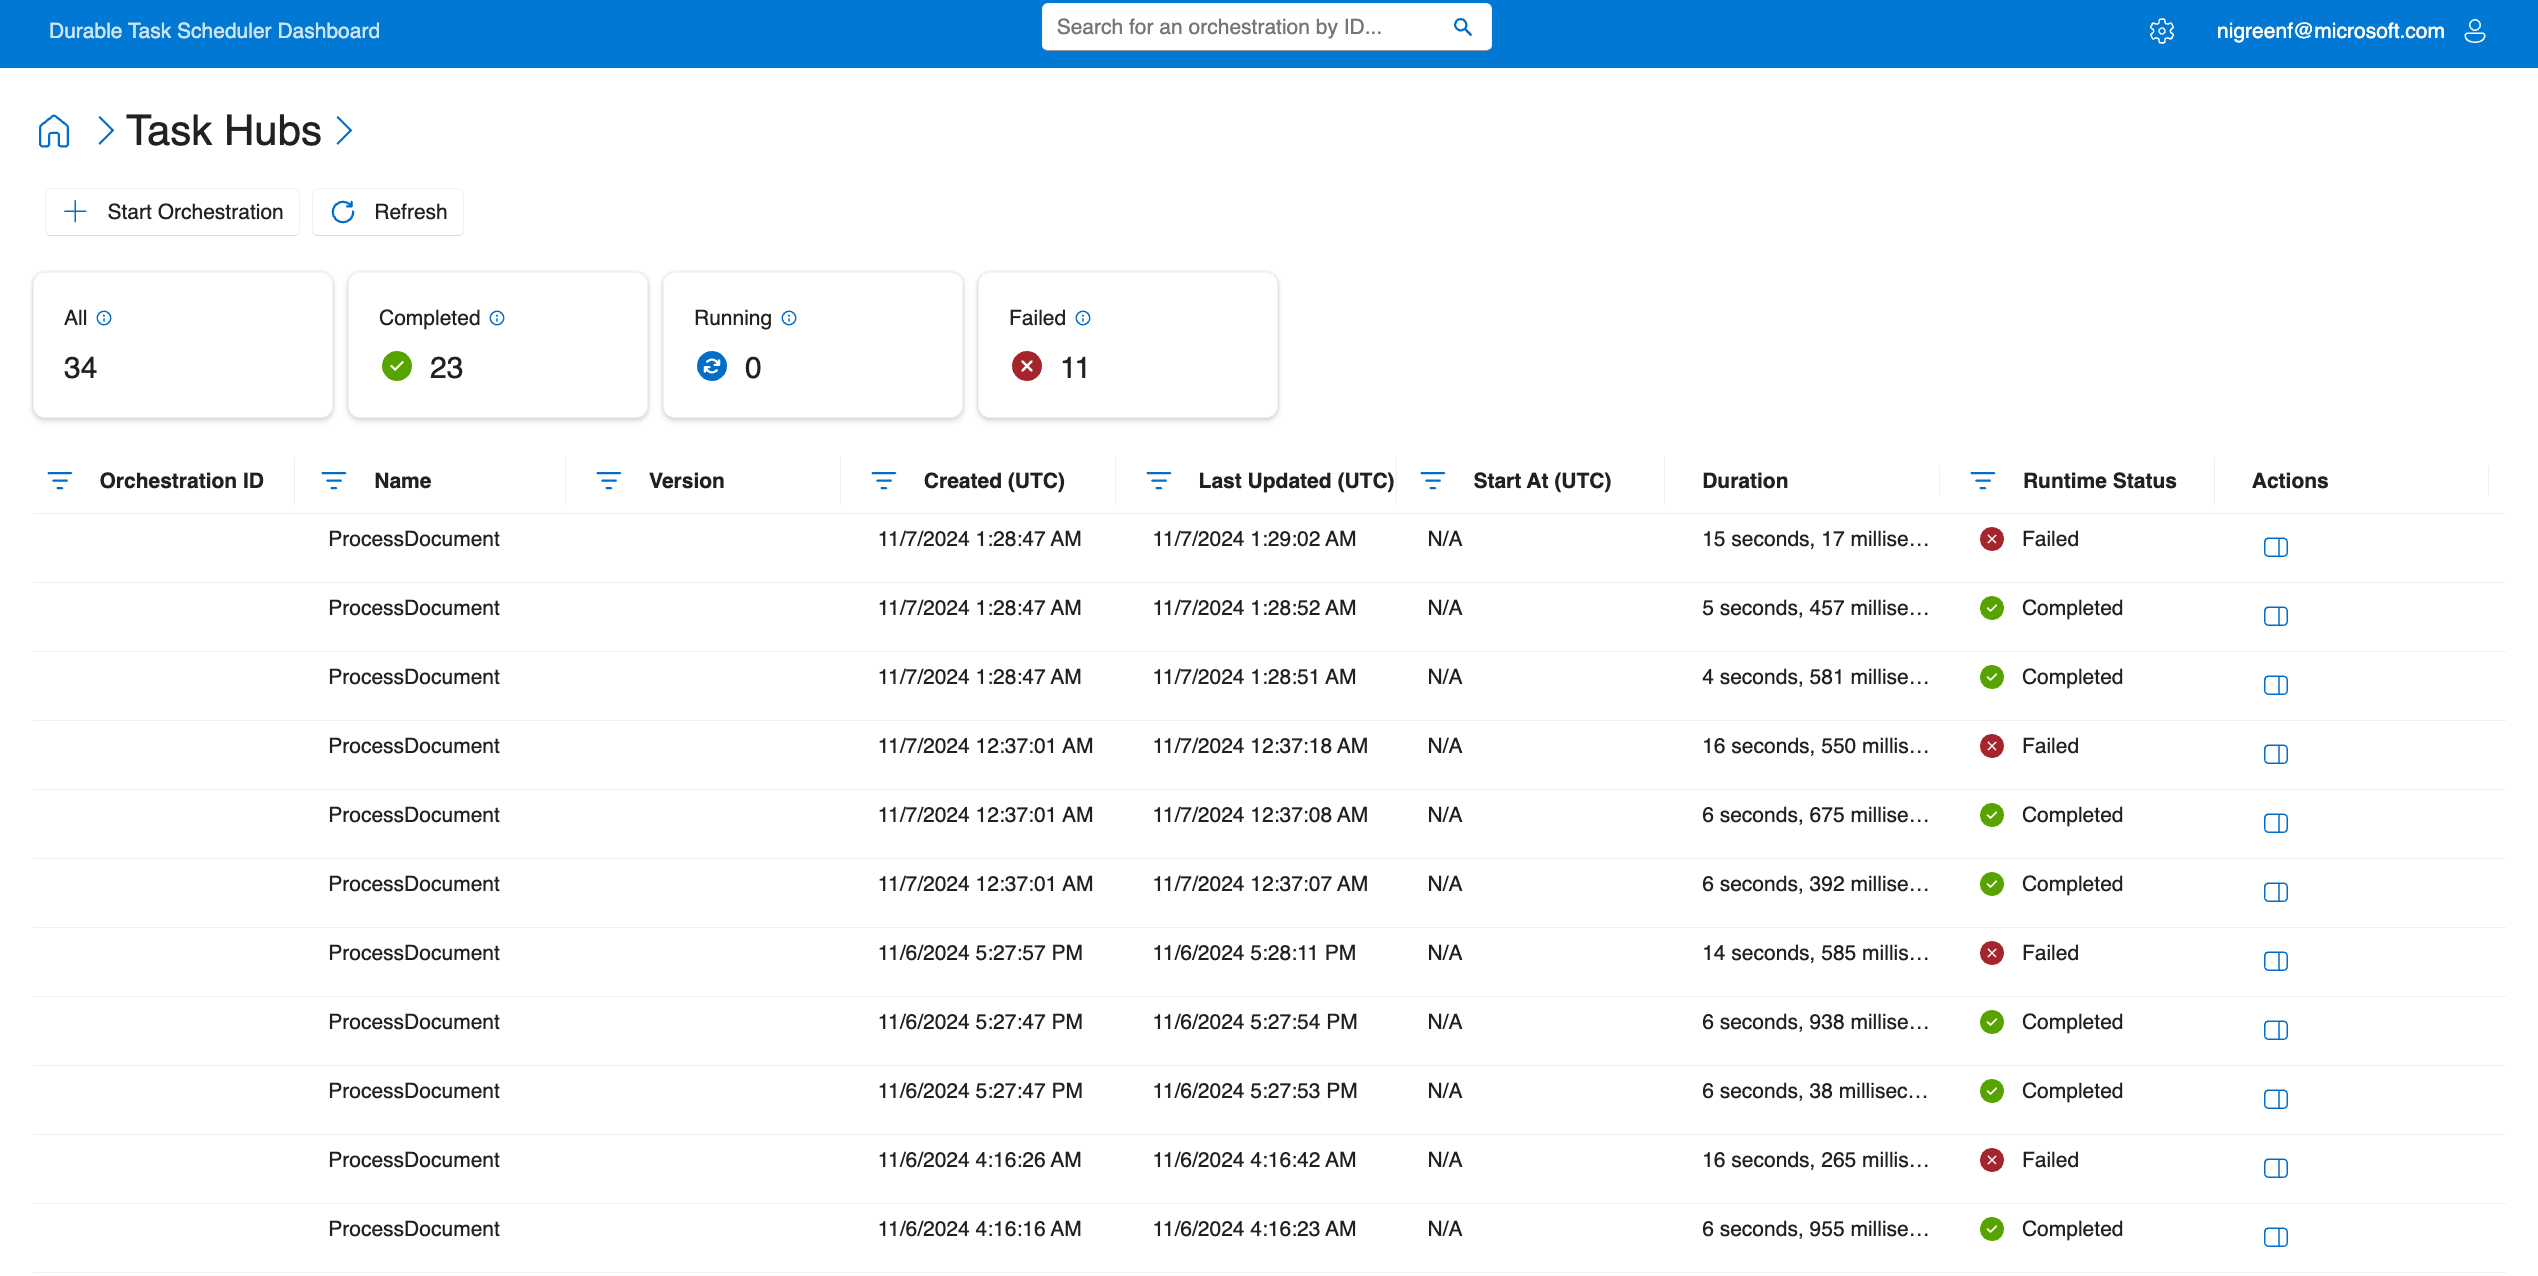 Durable Task Scheduler Dashboard Search for an orchestration by ID... nigreenf@microsoft.com
Task Hubs
Start Orchestration Refresh
All Completed Running Failed
34 23 0 11
Orchestration ID Name Version Created (UTC) Last Updated (UTC) Start At (UTC) Duration Runtime Status Actions
ProcessDocument 11/7/2024 1:28:47 AM 11/7/2024 1:29:02 AM N/A 15 seconds, 17 millise... Failed
ProcessDocument 11/7/2024 1:28:47 AM 11/7/2024 1:28:52 AM N/A 5 seconds, 457 millise... Completed
ProcessDocument 11/7/2024 1:28:47 AM 11/7/2024 1:28:51 AM N/A 4 seconds, 581 millise... Completed
ProcessDocument 11/7/2024 12:37:01 AM 11/7/2024 12:37:18 AM N/A 16 seconds, 550 millis... Failed
ProcessDocument 11/7/2024 12:37:01 AM 11/7/2024 12:37:08 AM N/A 6 seconds, 675 millise... Completed
ProcessDocument 11/7/2024 12:37:01 AM 11/7/2024 12:37:07 AM N/A 6 seconds, 392 millise... Completed
ProcessDocument 11/6/2024 5:27:57 PM 11/6/2024 5:28:11 PM N/A 14 seconds, 585 millis... Failed
ProcessDocument 11/6/2024 5:27:47 PM 11/6/2024 5:27:54 PM N/A 6 seconds, 938 millise... Completed
ProcessDocument 11/6/2024 5:27:47 PM 11/6/2024 5:27:53 PM N/A 6 seconds, 38 millisec... Completed
ProcessDocument 11/6/2024 4:16:26 AM 11/6/2024 4:16:42 AM N/A 16 seconds, 265 millis... Failed
ProcessDocument 11/6/2024 4:16:16 AM 11/6/2024 4:16:23 AM N/A 6 seconds, 955 millise... Completed